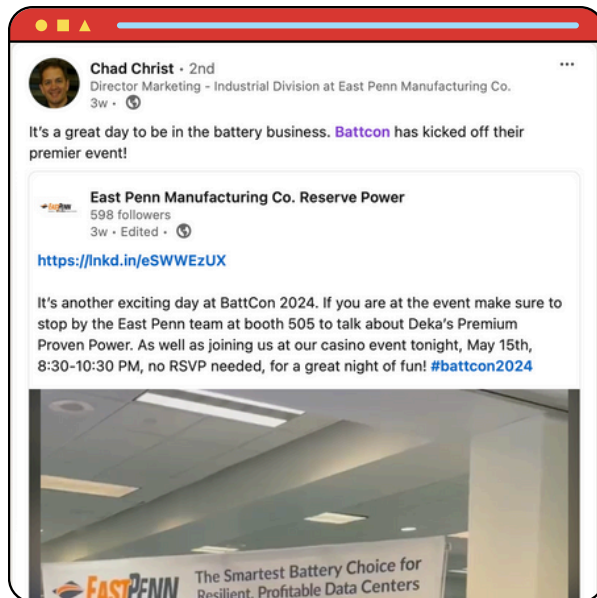 Chad Christ · 2nd
Director Marketing - Industrial Division at East Penn Manufacturing Co.
3w ·
It's a great day to be in the battery business. Battcon has kicked off their
premier event!
EastPenn
East Penn Manufacturing Co. Reserve Power
598 followers
3w · Edited ·
https://lnkd.in/eSWWEzUX
It's another exciting day at BattCon 2024. If you are at the event make sure to
stop by the East Penn team at booth 505 to talk about Deka's Premium
Proven Power. As well as joining us at our casino event tonight, May 15th,
8:30-10:30 PM, no RSVP needed, for a great night of fun! #battcon2024
EASTPENN
The Smartest Battery Choice for
Resilient, Profitable Data Centers